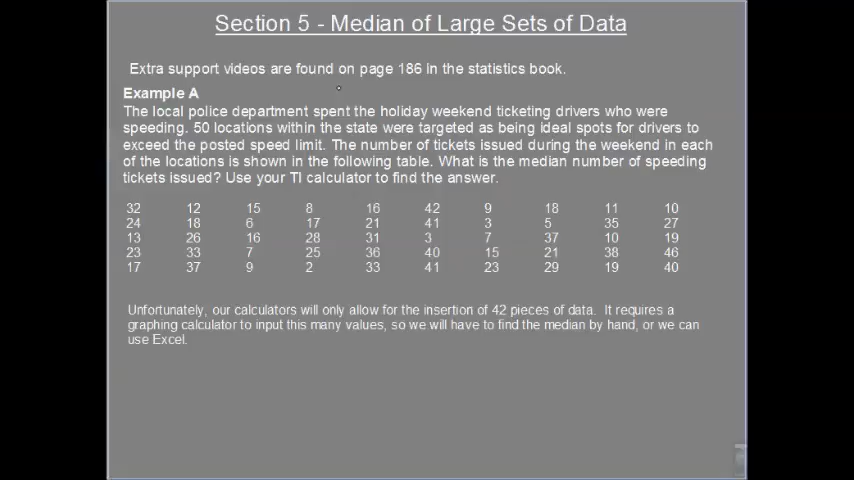 Section 5 - Median of Large Sets of Data
Extra support videos are found on page 186 in the statistics book.
Example A
The local police department spent the holiday weekend ticketing drivers who were
speeding. 50 locations within the state were targeted as being ideal spots for drivers to
exceed the posted speed limit. The number of tickets issued during the weekend in each
of the locations is shown in the following table. What is the median number of speeding
tickets issued? Use your TI calculator to find the answer.
32 12 15 8 16 42 9 18 11 10
24 18 6 17 21 41 3 5 35 27
13 26 16 28 31 3 7 37 10 19
23 33 7 25 36 40 15 21 38 46
17 37 9 2 33 41 23 29 19 40
Unfortunately, our calculators will only allow for the insertion of 42 pieces of data. It requires a
graphing calculator to input this many values, so we will have to find the median by hand, or we can
use Excel.